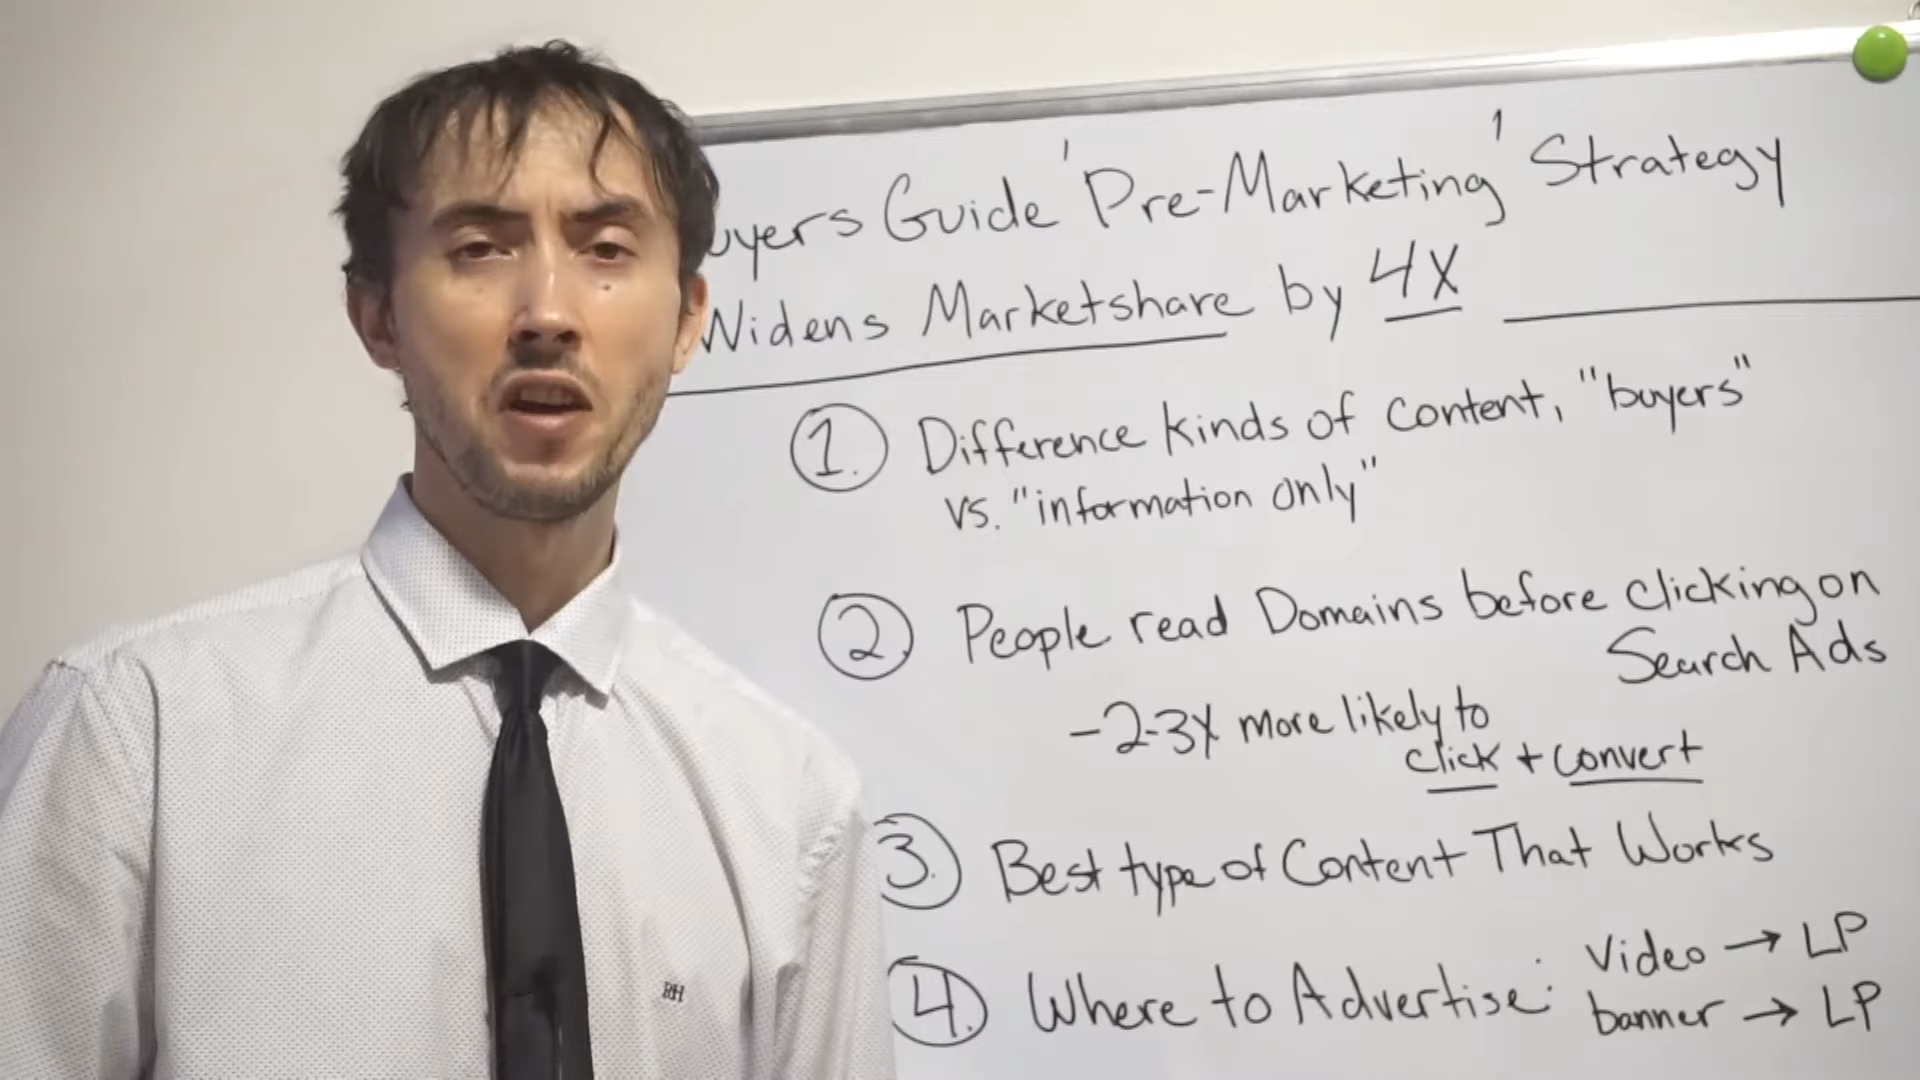 uyers Guide 'Pre-Marketing' Strategy
Widens Marketshare by 4X
1. Difference kinds of content, "buyers"
vs. "information only"
2. People read Domains before clicking on
Search Ads
- 2-3X more likely to
click + convert
3. Best type of Content That Works
4. Where to Advertise: Video → LP
banner → LP
RH